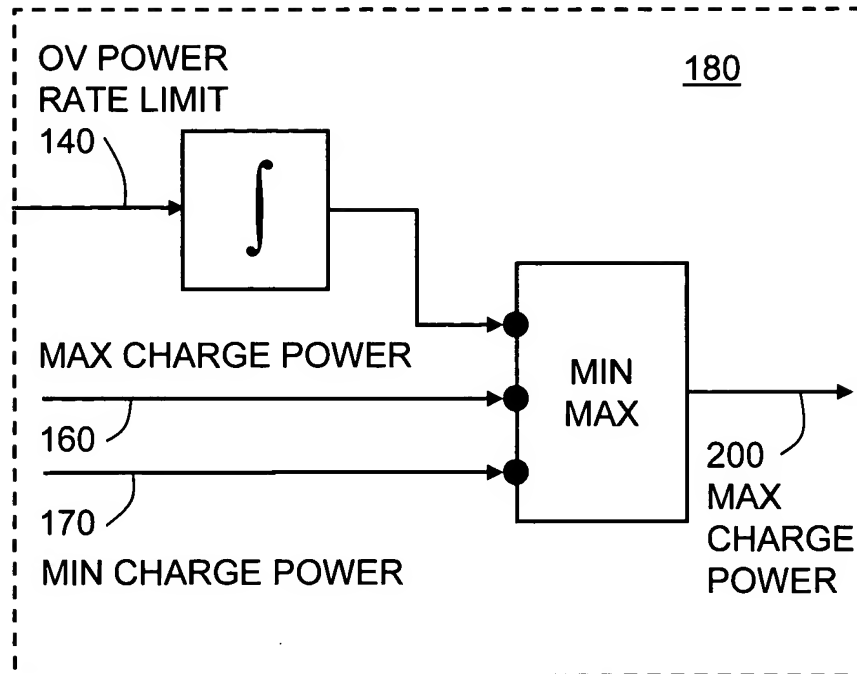 OV POWER
RATE LIMIT
140
180
∫
MAX CHARGE POWER
160
170
MIN CHARGE POWER
MIN
MAX
200
MAX
CHARGE
POWER